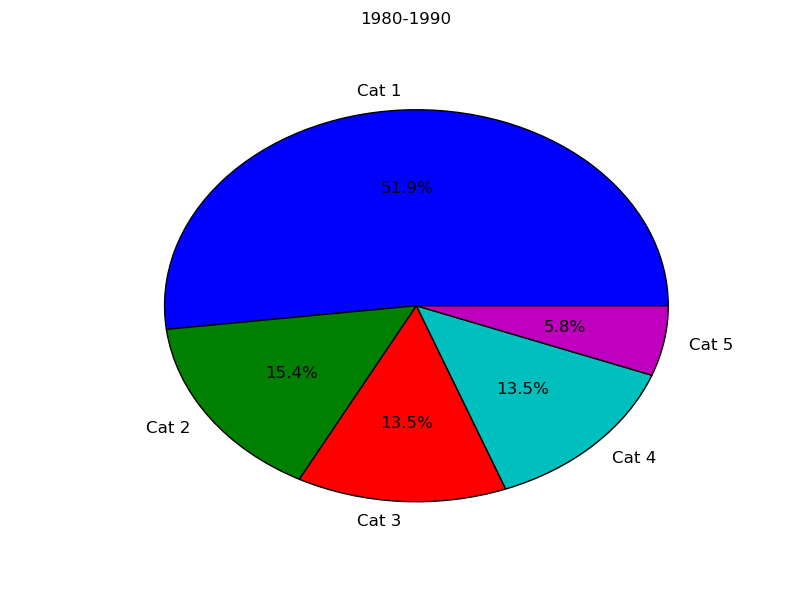 1980-1990
Cat 1
51.9%
5.8%
Cat 5
15.4%
13.5%
13.5%
Cat 2
Cat 4
Cat 3